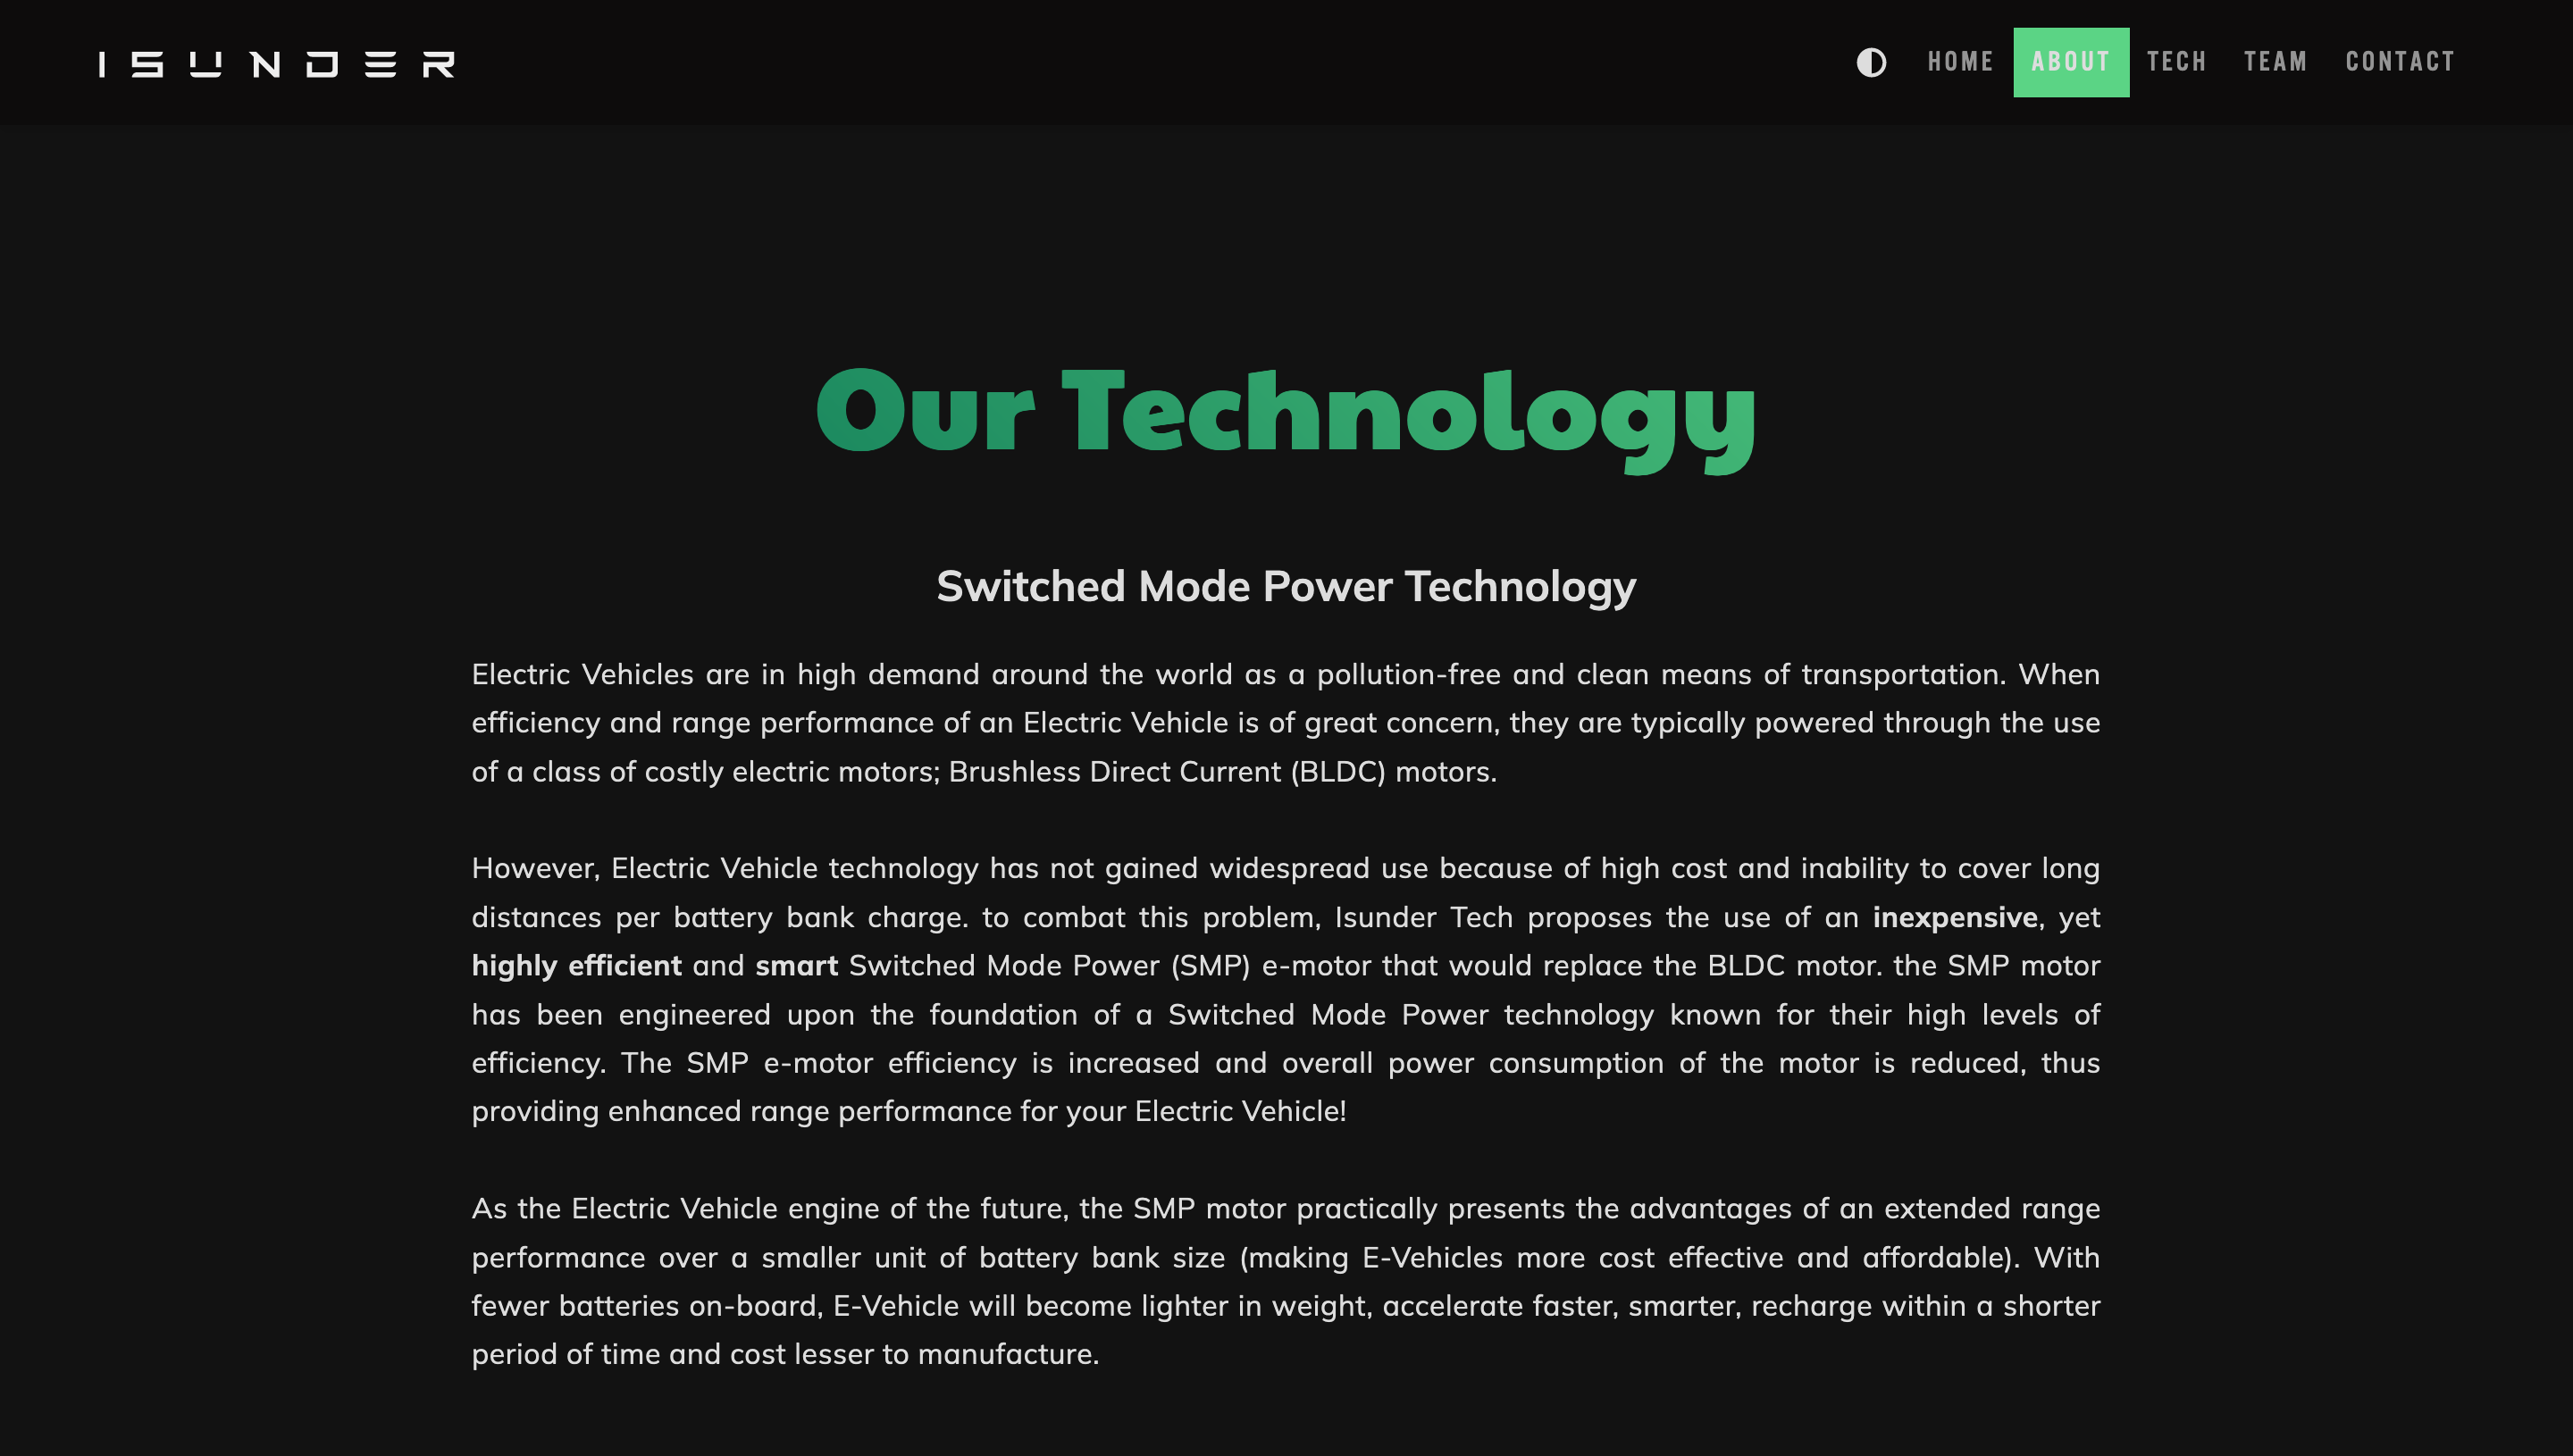 ISUNDER
HOME ABOUT TECH TEAM CONTACT
Our Technology
Switched Mode Power Technology
Electric Vehicles are in high demand around the world as a pollution-free and clean means of transportation. When
efficiency and range performance of an Electric Vehicle is of great concern, they are typically powered through the use
of a class of costly electric motors; Brushless Direct Current (BLDC) motors.
However, Electric Vehicle technology has not gained widespread use because of high cost and inability to cover long
distances per battery bank charge. to combat this problem, Isunder Tech proposes the use of an inexpensive, yet
highly efficient and smart Switched Mode Power (SMP) e-motor that would replace the BLDC motor. the SMP motor
has been engineered upon the foundation of a Switched Mode Power technology known for their high levels of
efficiency. The SMP e-motor efficiency is increased and overall power consumption of the motor is reduced, thus
providing enhanced range performance for your Electric Vehicle!
As the Electric Vehicle engine of the future, the SMP motor practically presents the advantages of an extended range
performance over a smaller unit of battery bank size (making E-Vehicles more cost effective and affordable). With
fewer batteries on-board, E-Vehicle will become lighter in weight, accelerate faster, smarter, recharge within a shorter
period of time and cost lesser to manufacture.